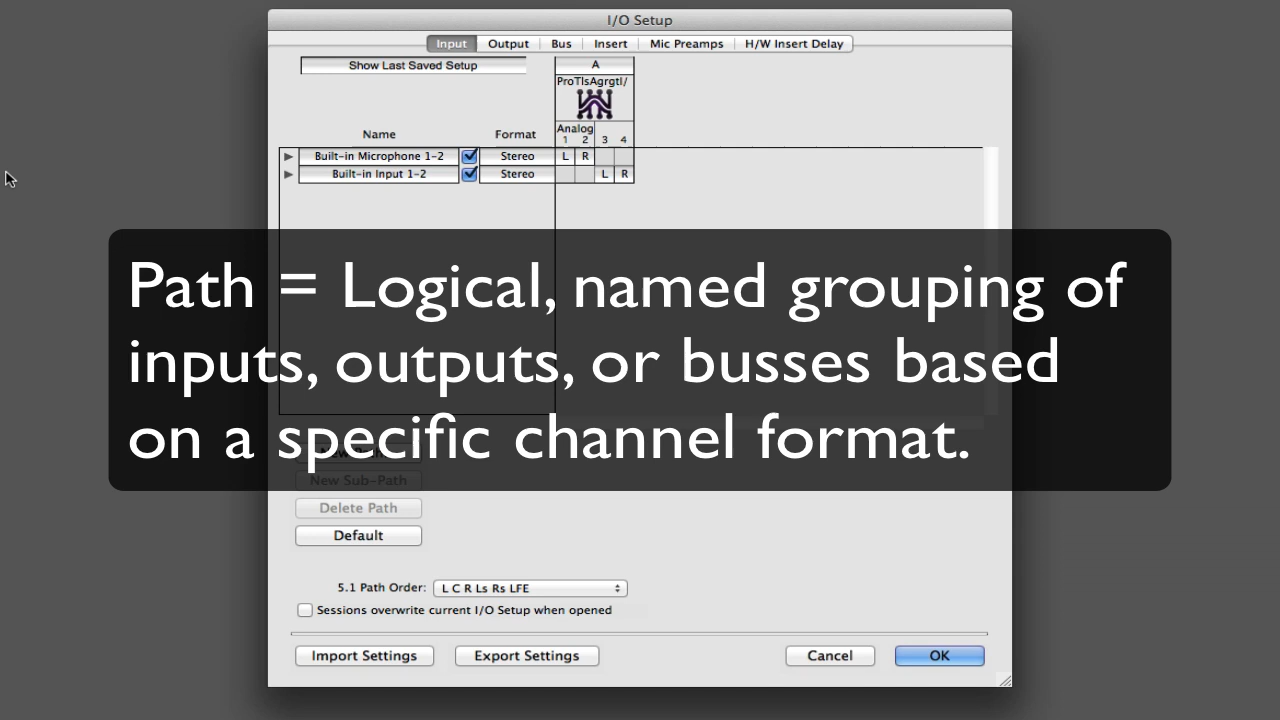 I/O Setup
Input Output Bus Insert Mic Preamps H/W Insert Delay
Show Last Saved Setup
A
ProTlsAgrgtI/
Analog
Name Format 1 2 3 4
Built-in Microphone 1-2 Stereo L R
Built-in Input 1-2 Stereo L R
Path = Logical, named grouping of
inputs, outputs, or busses based
on a specific channel format.
New Sub-Path
Delete Path
Default
5.1 Path Order: L C R Ls Rs LFE
Sessions overwrite current I/O Setup when opened
Import Settings Export Settings Cancel OK